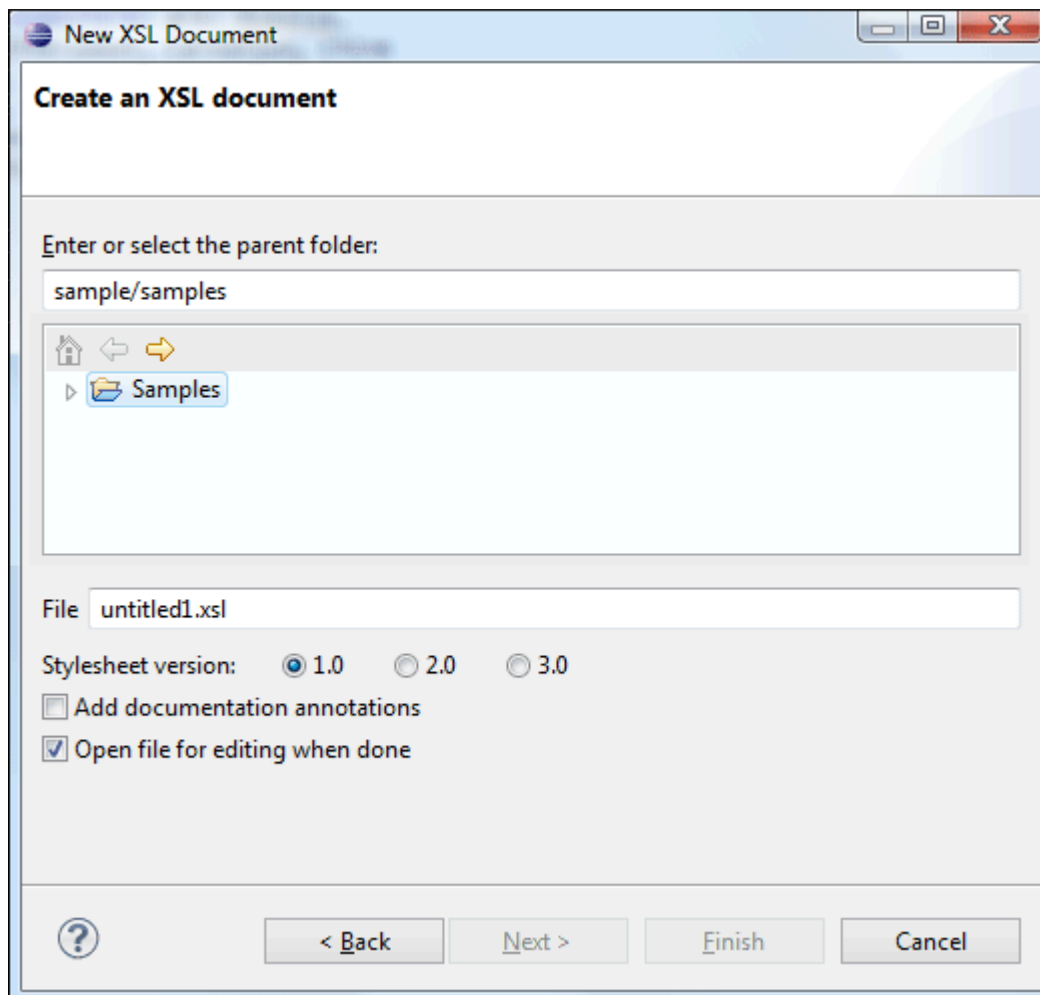 New XSL Document
Create an XSL document
Enter or select the parent folder:
sample/samples
Samples
File untitled1.xsl
Stylesheet version: 1.0 2.0 3.0
Add documentation annotations
Open file for editing when done
? < Back Next > Finish Cancel